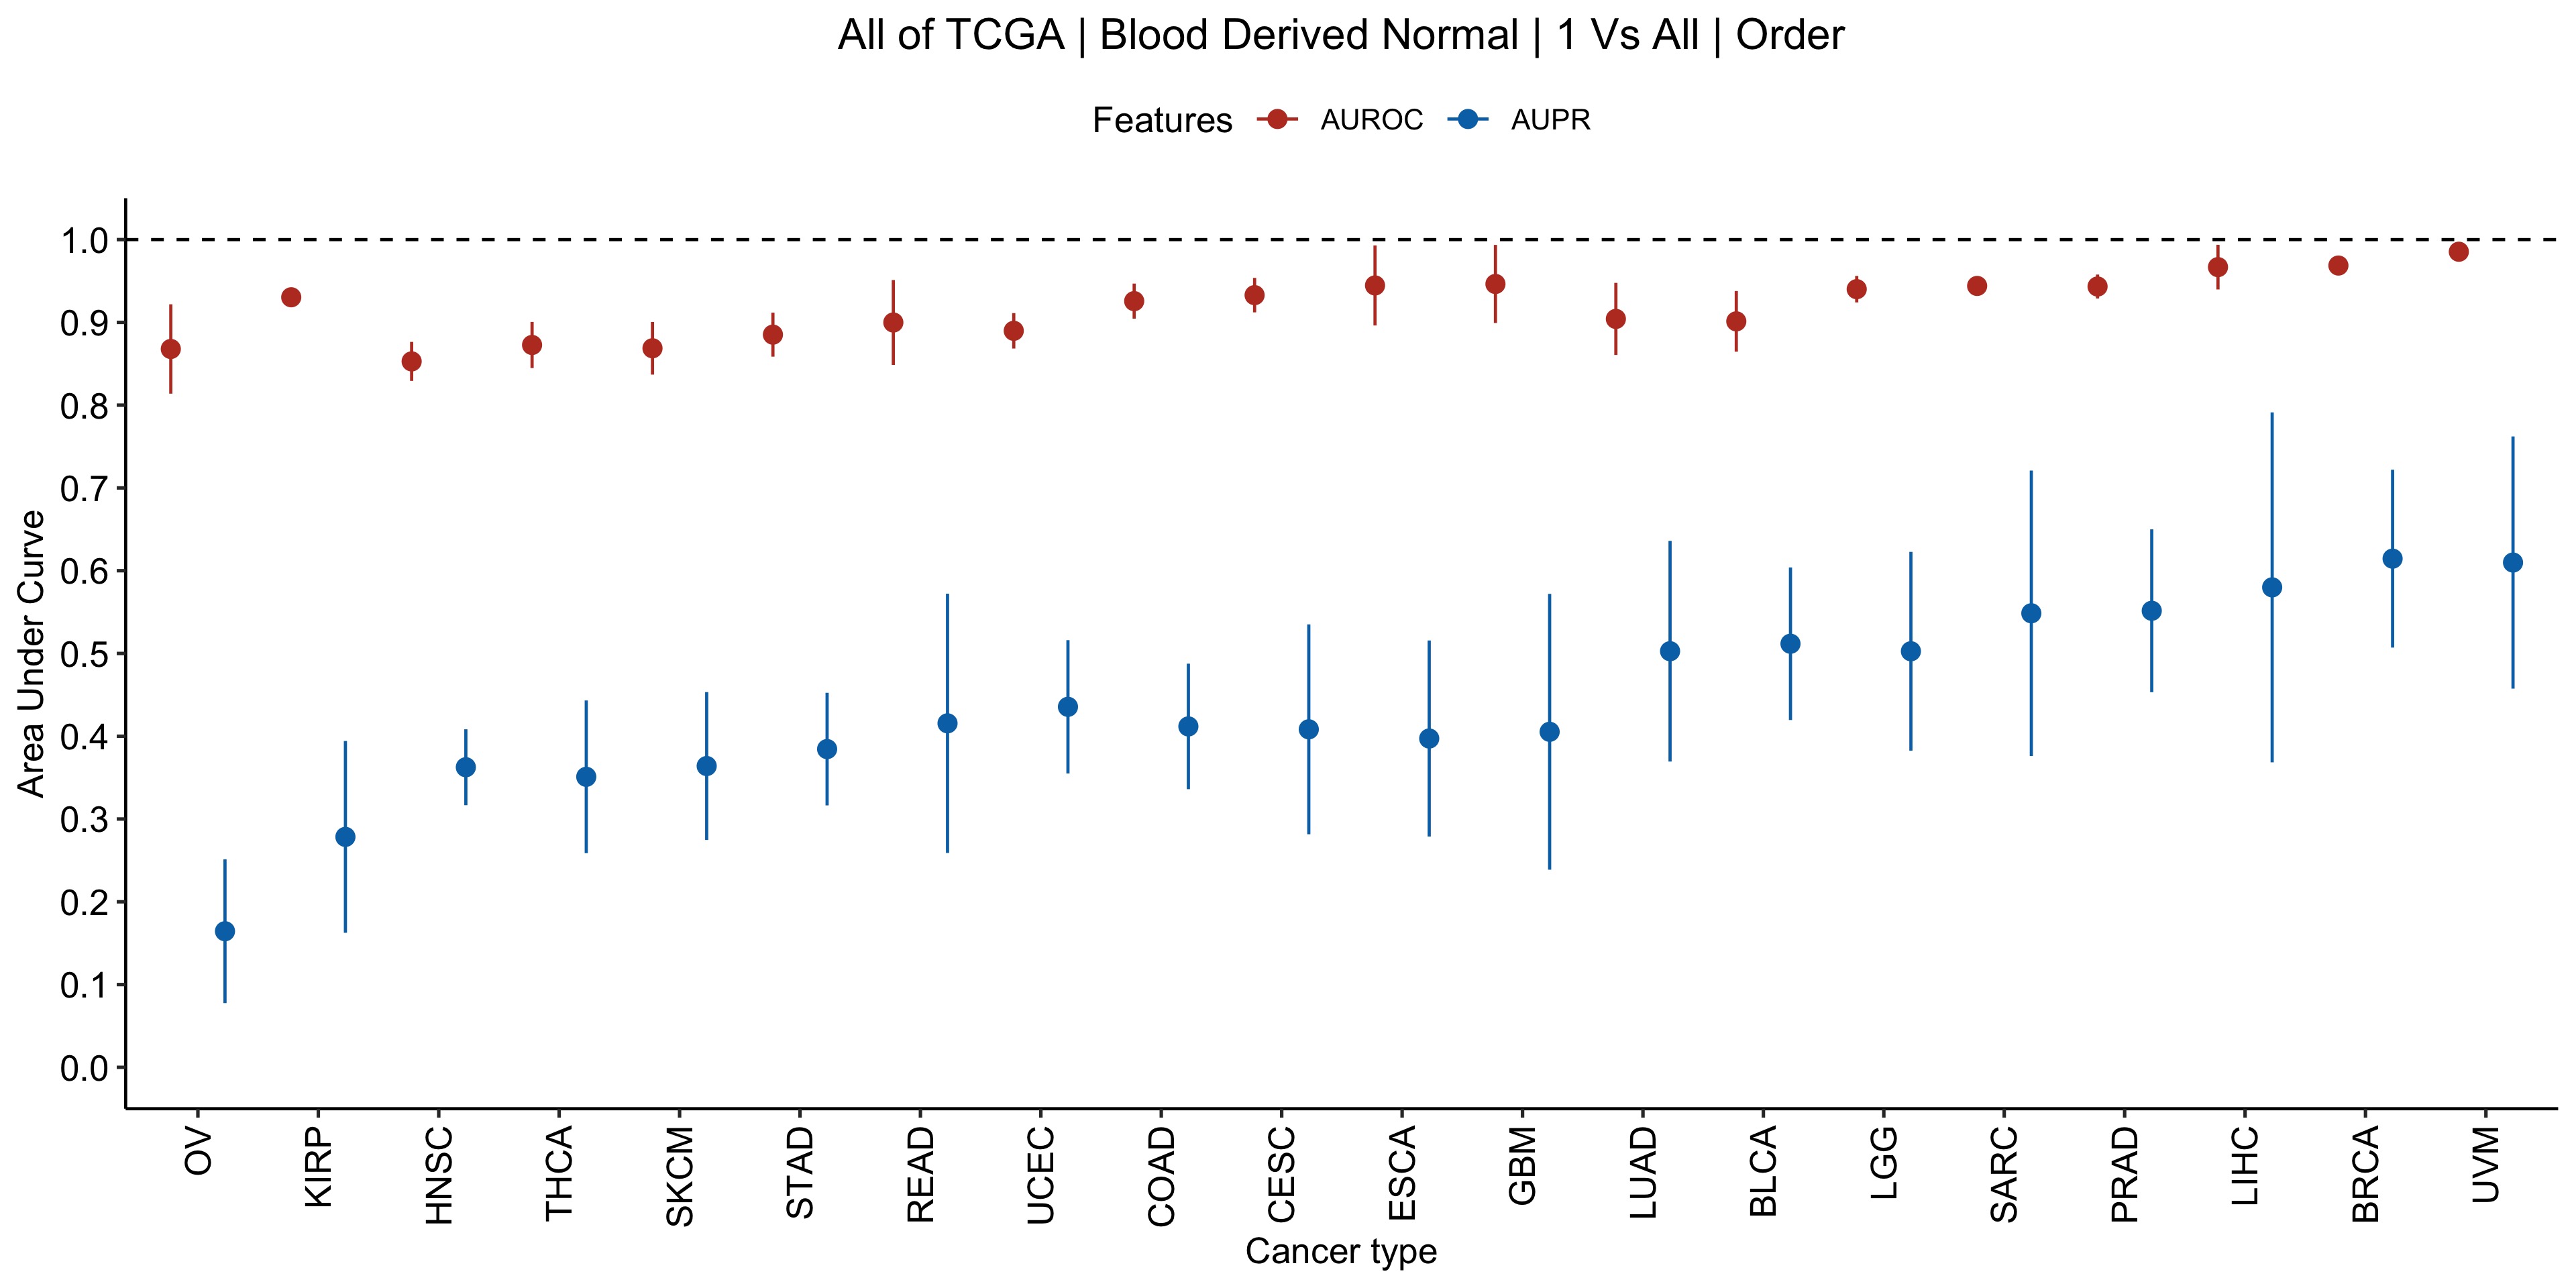 All of TCGA | Blood Derived Normal | 1 Vs All | Order
Features AUROC AUPR
1.0
0.9
0.8
0.7
0.6
0.5
0.4
0.3
0.2
0.1
0.0
Area Under Curve
OV KIRP HNSC THCA SKCM STAD READ UCEC COAD CESC ESCA GBM LUAD BLCA LGG SARC PRAD LIHC BRCA UVM
Cancer type